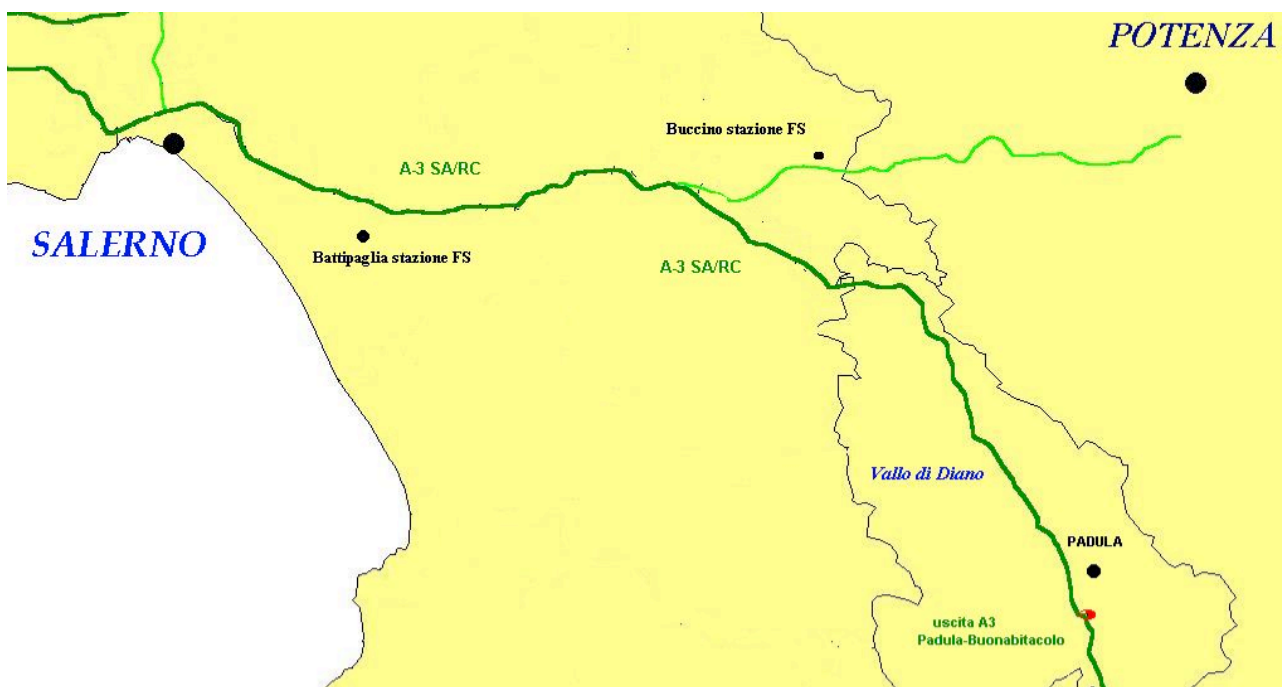 POTENZA
Buccino stazione FS
A-3 SA/RC
SALERNO
Battipaglia stazione FS
A-3 SA/RC
Vallo di Diano
PADULA
uscita A3
Padula-Buonabitacolo